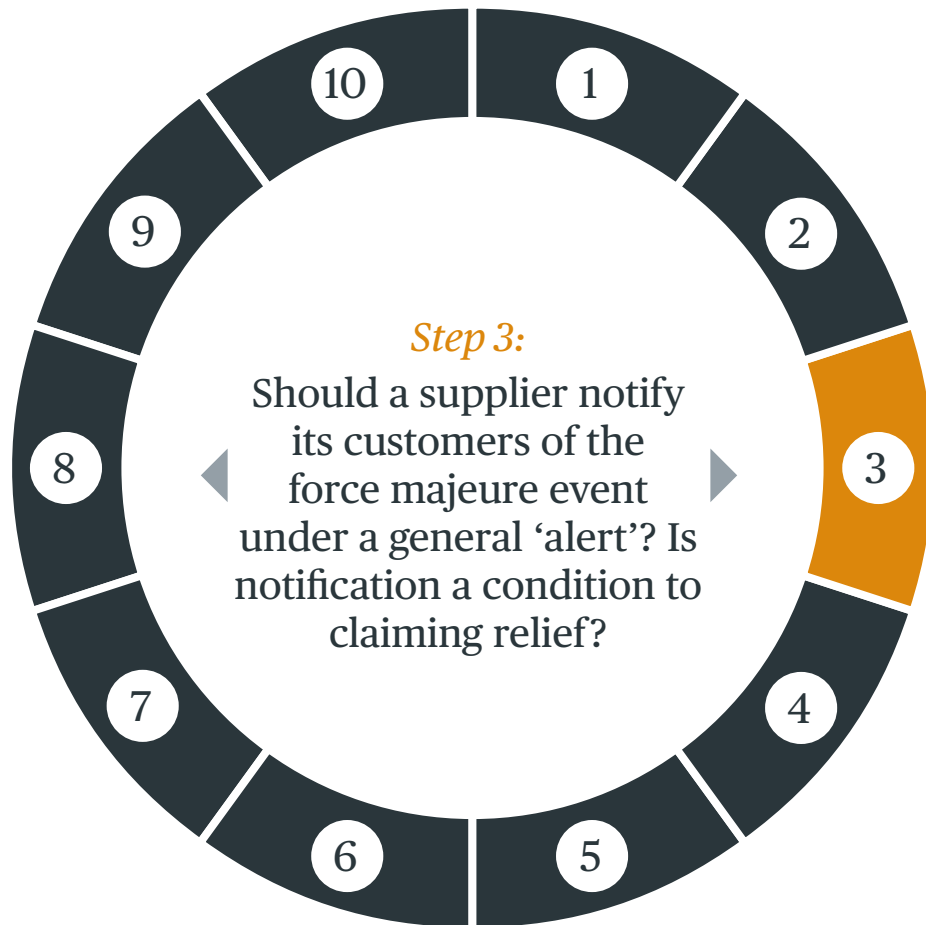 10
1
9
2
Step 3:
Should a supplier notify
its customers of the
force majeure event
under a general ‘alert’? Is
notification a condition to
claiming relief?
8
3
7
4
6
5